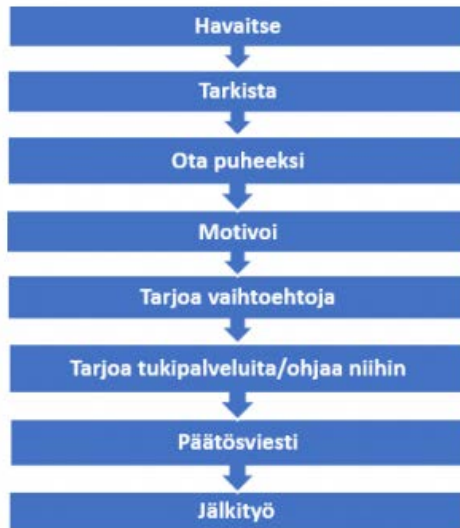 Havaitse
Tarkista
Ota puheeksi
Motivoi
Tarjoa vaihtoehtoja
Tarjoa tukipalveluita/ohjaa niihin
Päätösviesti
Jälkityö